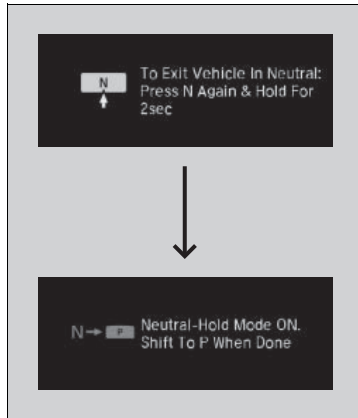 N
To Exit Vehicle In Neutral:
Press N Again & Hold For
2sec
N→ P
Neutral-Hold Mode ON.
Shift To P When Done